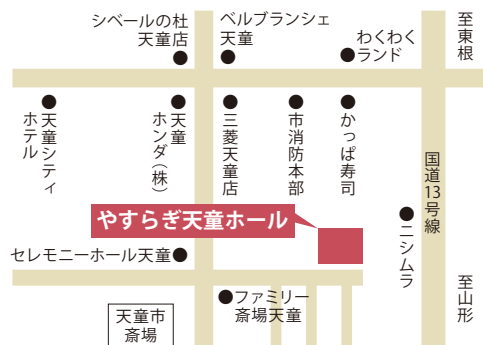 シベールの杜
天童店
ベルブランシェ
天童
わくわく
ランド
至東根
天童シティ
ホテル
天童
ホンダ(株)
三菱天童店
市消防本部
かっぱ寿司
国道13号線
やすらぎ天童ホール
ニシムラ
セレモニーホール天童
ファミリー
斎場天童
天童市
斎場
至山形